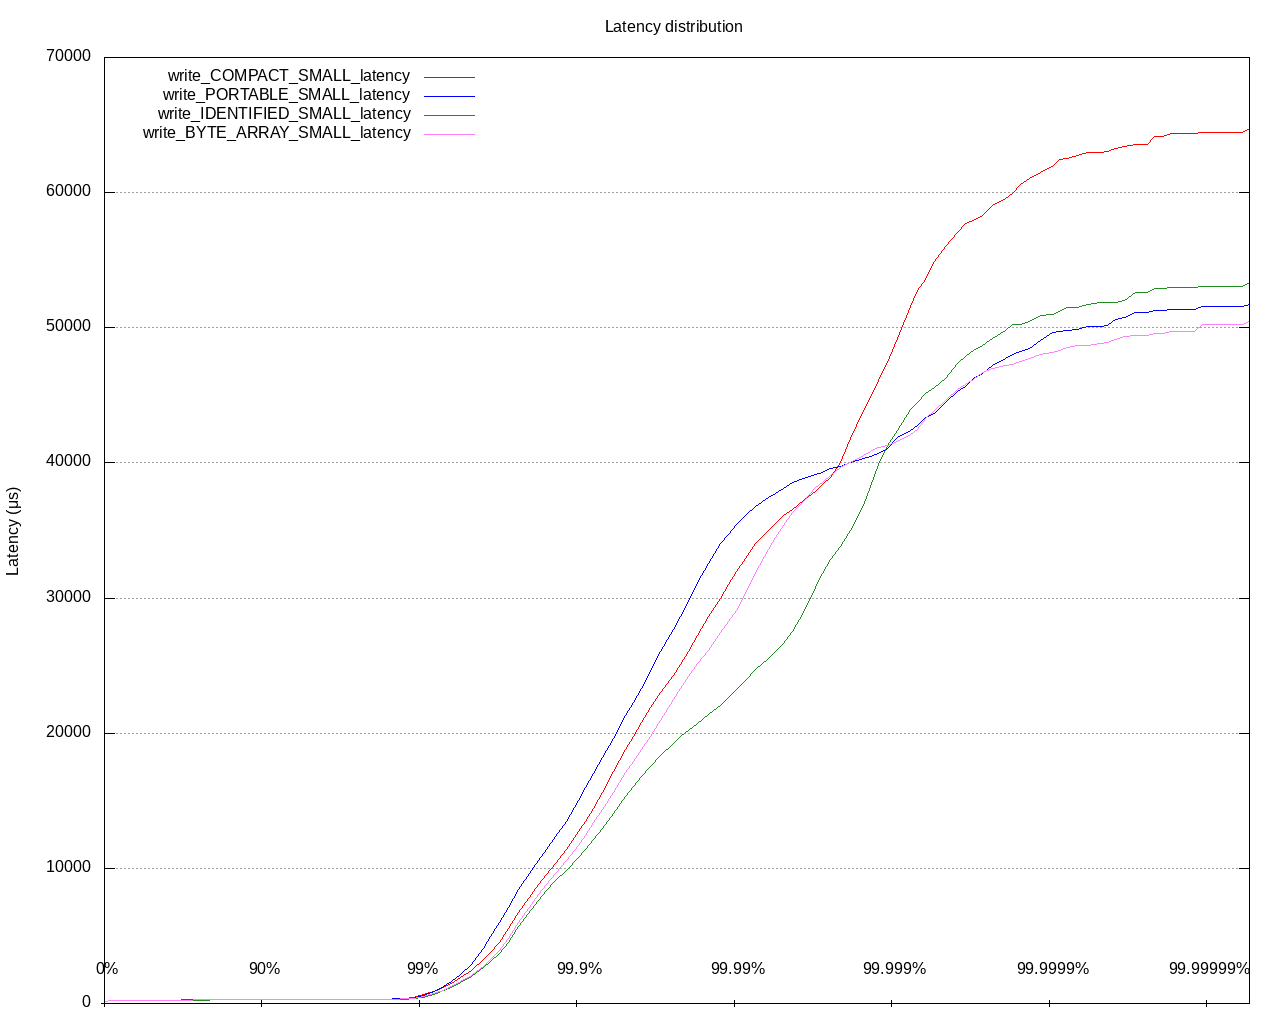 Latency distribution
70000
write_COMPACT_SMALL_latency
write_PORTABLE_SMALL_latency
write_IDENTIFIED_SMALL_latency
write_BYTE_ARRAY_SMALL_latency
60000
50000
40000
Latency (µs)
30000
20000
10000
0% 90% 99% 99.9% 99.99% 99.999% 99.9999% 99.99999%
0